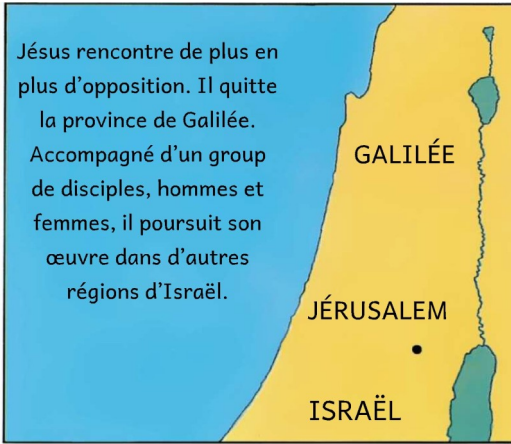 Jésus rencontre de plus en
plus d'opposition. Il quitte
la province de Galilée.
Accompagné d'un group
de disciples, hommes et
femmes, il poursuit son
œuvre dans d'autres
régions d'Israël.
GALILÉE
JÉRUSALEM
ISRAËL